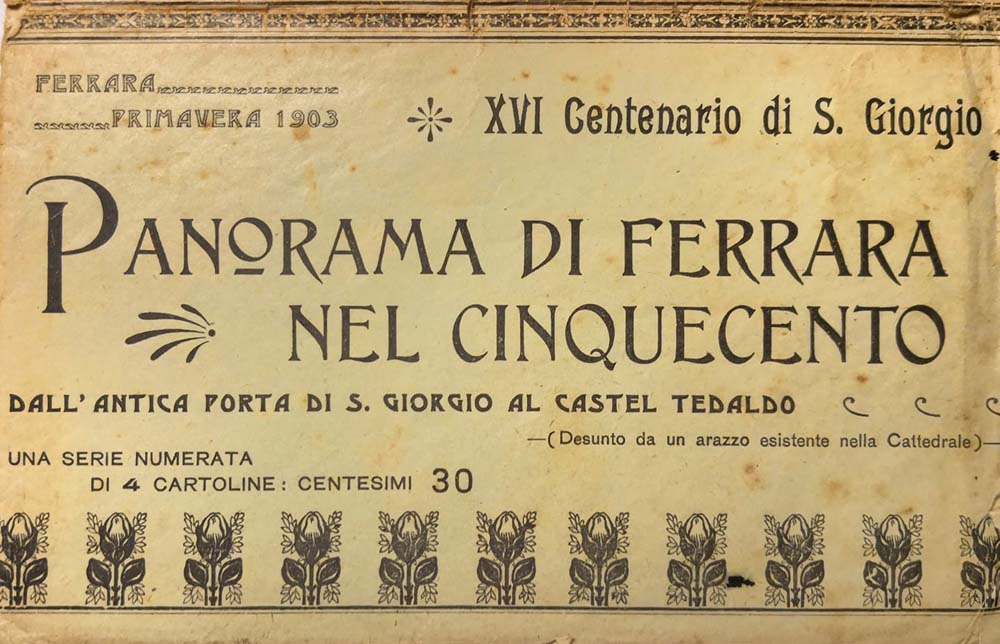 FERRARA
PRIMAVERA 1903
XVI Centenario di S. Giorgio
PANORAMA DI FERRARA
NEL CINQUECENTO
DALL' ANTICA PORTA DI S. GIORGIO AL CASTEL TEDALDO
—(Desunto da un arazzo esistente nella Cattedrale)—
UNA SERIE NUMERATA
DI 4 CARTOLINE: CENTESIMI 30